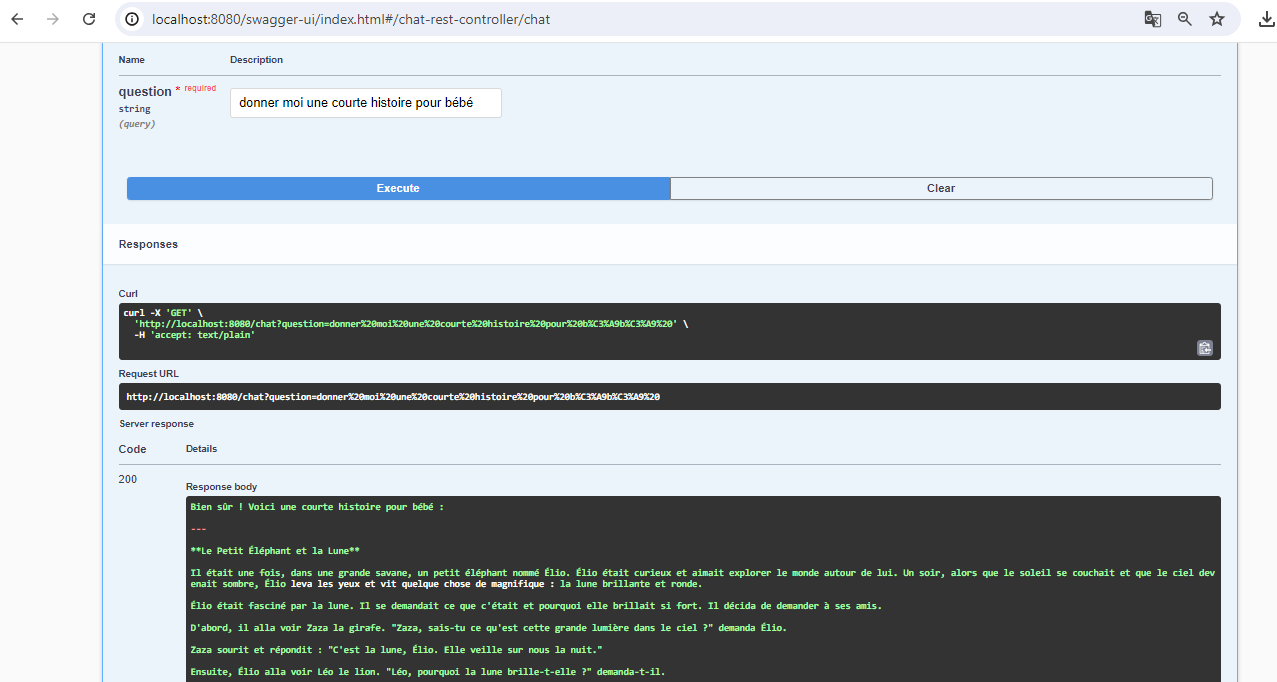 localhost:8080/swagger-ui/index.html#/chat-rest-controller/chat
Name Description
question * required
string
(query)
donner moi une courte histoire pour bébé
Execute Clear
Responses
Curl
curl -X 'GET' \
'http://localhost:8080/chat?question=donner%20moi%20une%20courte%20histoire%20pour%20b%C3%A9b%C3%A9%20' \
-H 'accept: text/plain'
Request URL
http://localhost:8080/chat?question=donner%20moi%20une%20courte%20histoire%20pour%20b%C3%A9b%C3%A9%20
Server response
Code Details
200
Response body
Bien sûr ! Voici une courte histoire pour bébé :
---
**Le Petit Éléphant et la Lune**
Il était une fois, dans une grande savane, un petit éléphant nommé Élio. Élio était curieux et aimait explorer le monde autour de lui. Un soir, alors que le soleil se couchait et que le ciel dev
enait sombre, Élio leva les yeux et vit quelque chose de magnifique : la lune brillante et ronde.
Élio était fasciné par la lune. Il se demandait ce que c'était et pourquoi elle brillait si fort. Il décida de demander à ses amis.
D'abord, il alla voir Zaza la girafe. "Zaza, sais-tu ce qu'est cette grande lumière dans le ciel ?" demanda Élio.
Zaza sourit et répondit : "C'est la lune, Élio. Elle veille sur nous la nuit."
Ensuite, Élio alla voir Léo le lion. "Léo, pourquoi la lune brille-t-elle ?" demanda-t-il.